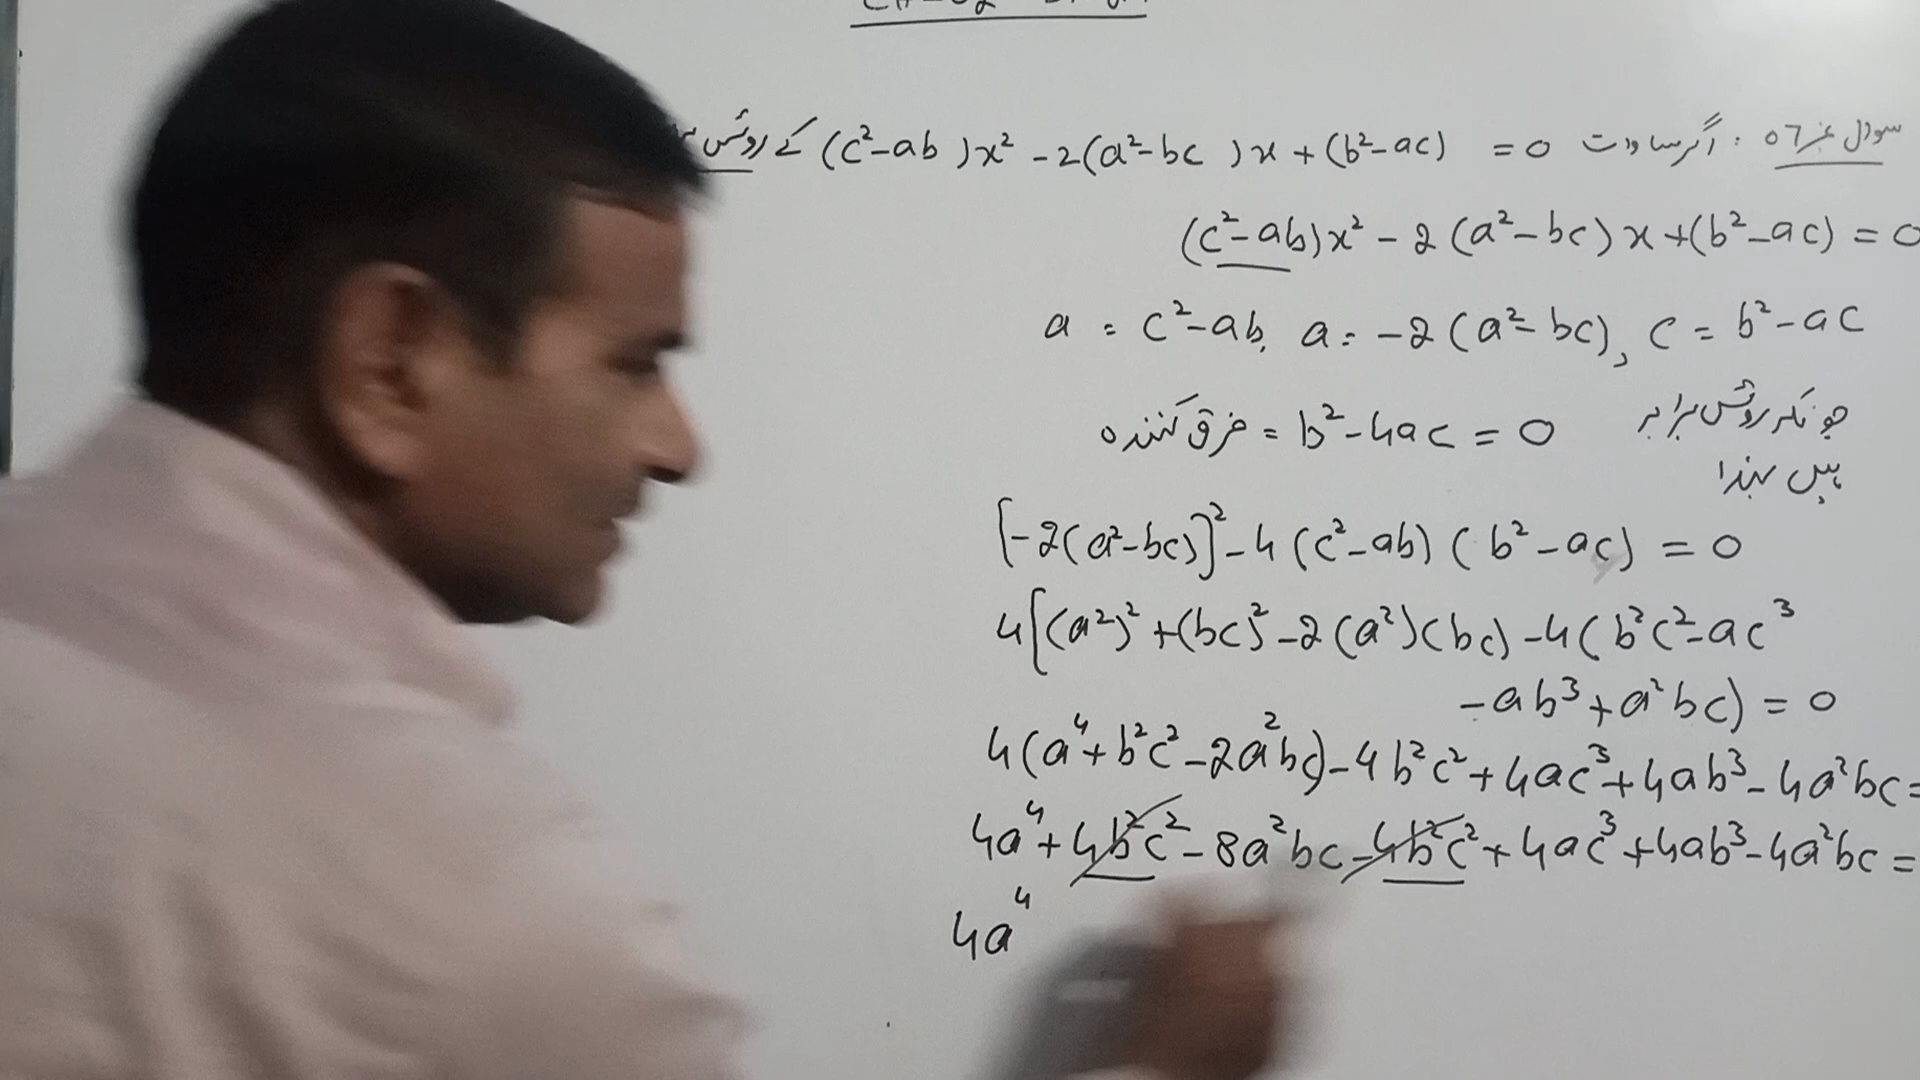 سوال نمبر 06 : اگر مساوات (c²-ab)x² - 2(a²-bc)x + (b²-ac) = 0 کے روٹس
(c²-ab)x² - 2(a²-bc)x + (b²-ac) = 0
a = c²-ab, a = -2(a²-bc), c = b²-ac
چونکہ روٹس برابر
ہیں لہذا
فرق کنندہ = b²-4ac = 0
[-2(a²-bc)]² - 4(c²-ab)(b²-ac) = 0
4[(a²)² + (bc)² - 2(a²)(bc) - 4(b²c² - ac³
-ab³ + a²bc) = 0
4(a⁴ + b²c² - 2a²bc) - 4b²c² + 4ac³ + 4ab³ - 4a²bc =
4a⁴ + 4b²c² - 8a²bc - 4b²c² + 4ac³ + 4ab³ - 4a²bc =
4a⁴